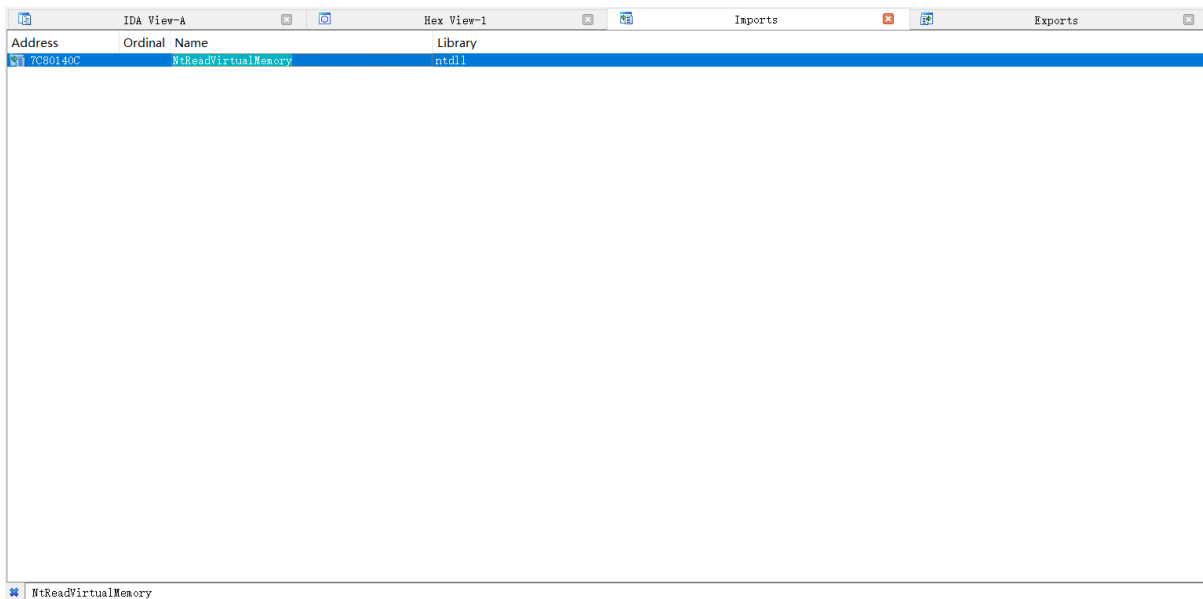 IDA View-A Hex View-1 Imports Exports
Address Ordinal Name Library
7C80140C NtReadVirtualMemory ntdll
NtReadVirtualMemory